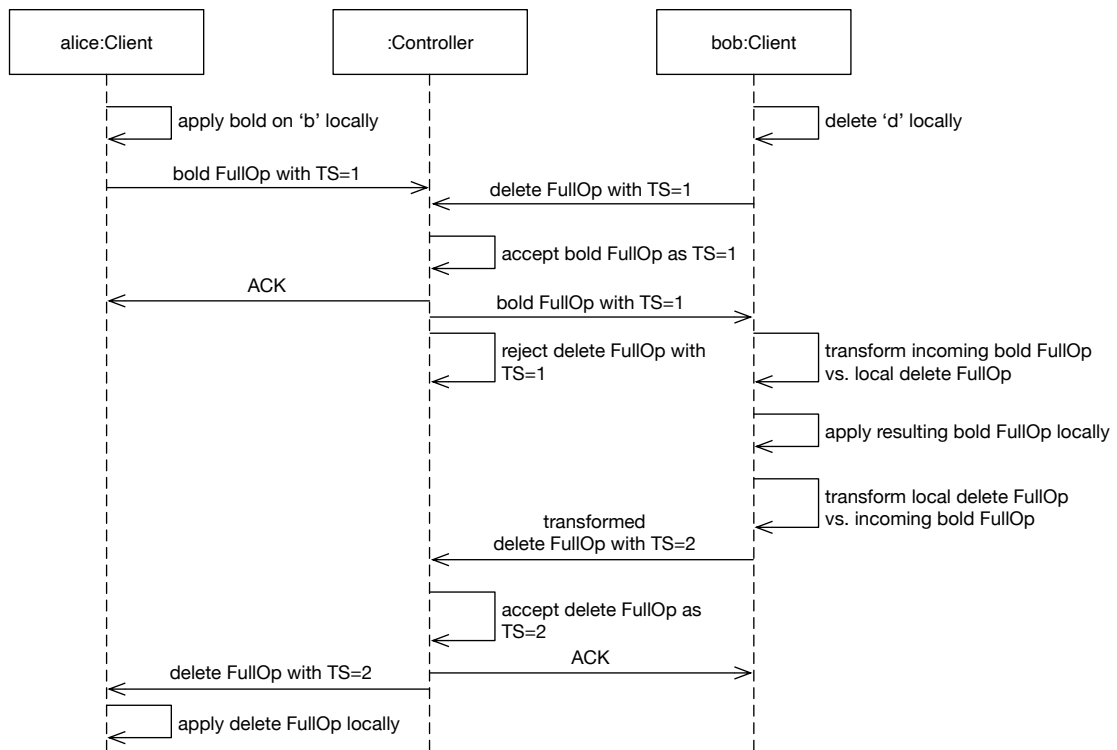 alice:Client
:Controller
bob:Client
apply bold on ‘b’ locally
delete ‘d’ locally
bold FullOp with TS=1
delete FullOp with TS=1
accept bold FullOp as TS=1
ACK
bold FullOp with TS=1
reject delete FullOp with
TS=1
transform incoming bold FullOp
vs. local delete FullOp
apply resulting bold FullOp locally
transform local delete FullOp
vs. incoming bold FullOp
transformed
delete FullOp with TS=2
accept delete FullOp as
TS=2
ACK
delete FullOp with TS=2
apply delete FullOp locally